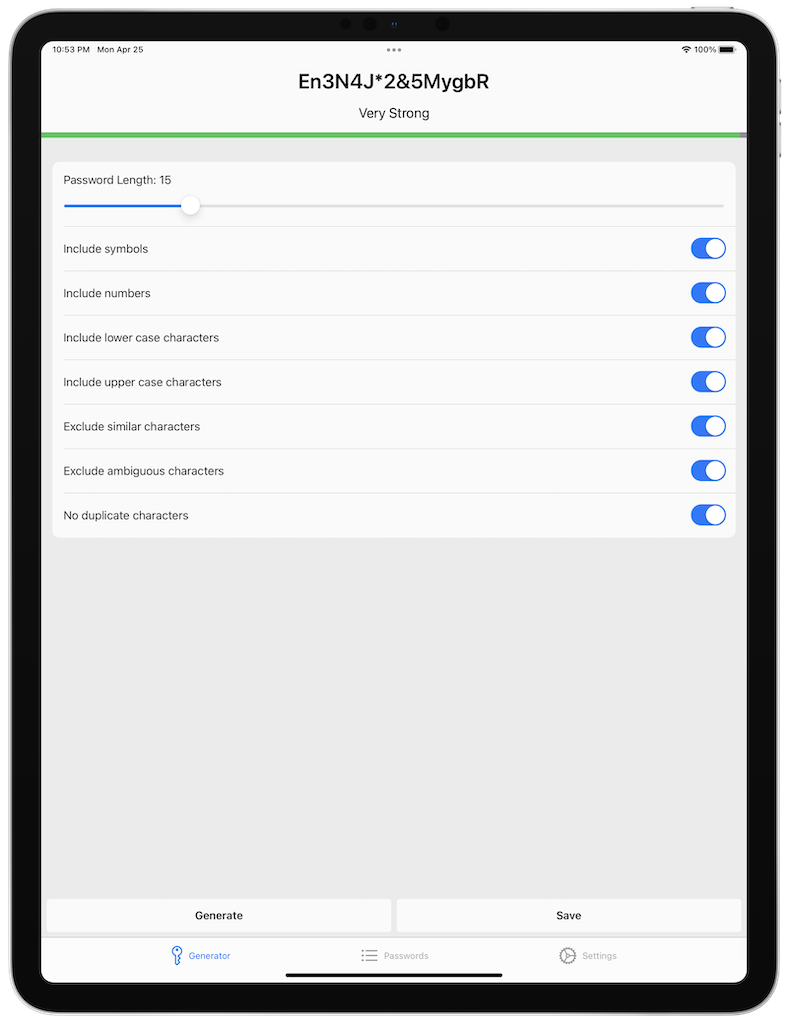 10:53 PM Mon Apr 25 100%
En3N4J*2&5MygbR
Very Strong
Password Length: 15
Include symbols
Include numbers
Include lower case characters
Include upper case characters
Exclude similar characters
Exclude ambiguous characters
No duplicate characters
Generate Save
Generator Passwords Settings